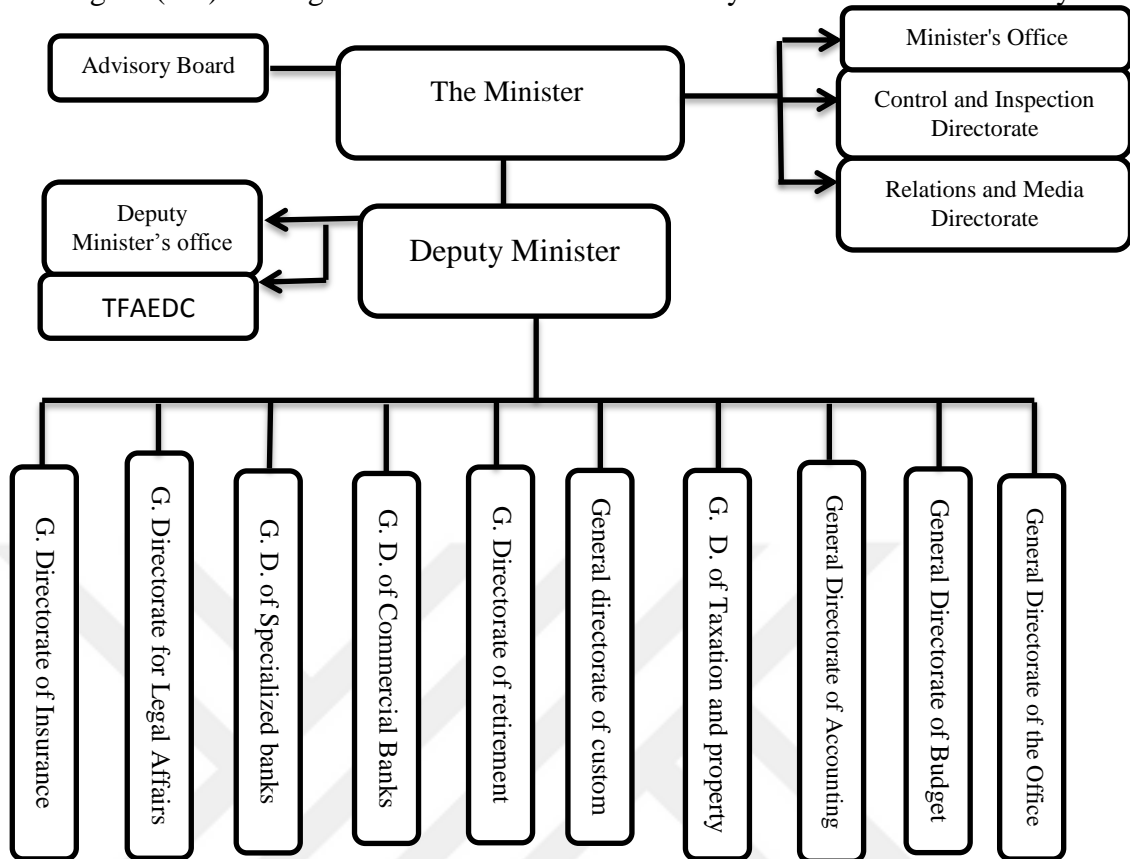 Minister's Office
Advisory Board
The Minister
Control and Inspection
Directorate
Relations and Media
Directorate
Deputy
Minister’s office
Deputy Minister
TFAEDC
G. Directorate of Insurance
G. Directorate for Legal Affairs
G. D. of Specialized banks
G. D. of Commercial Banks
G. Directorate of retirement
General directorate of custom
G. D. of Taxation and property
General Directorate of Accounting
General Directorate of Budget
General Directorate of the Office